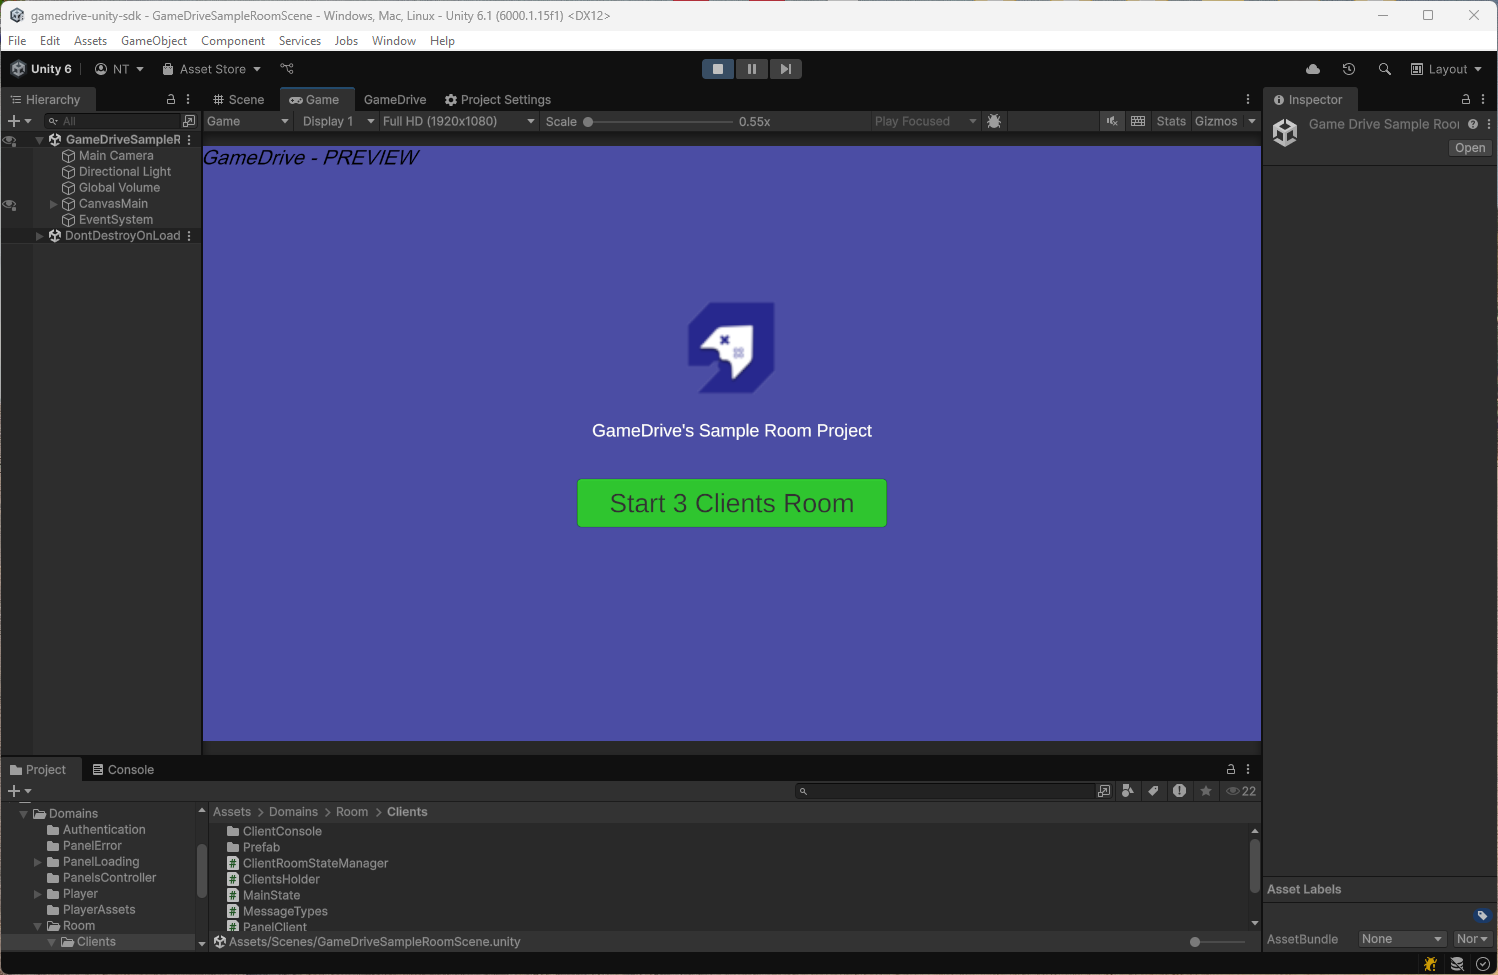 gamedrive-unity-sdk - GameDriveSampleRoomScene - Windows, Mac, Linux - Unity 6.1 (6000.1.15f1) <DX12>
File Edit Assets GameObject Component Services Jobs Window Help
Unity 6 NT Asset Store Layout
Hierarchy Scene Game GameDrive Project Settings Inspector
All Game Display 1 Full HD (1920x1080) Scale 0.55x Play Focused Stats Gizmos
Game Drive Sample Roo
Open
GameDriveSampleR
Main Camera
Directional Light
Global Volume
CanvasMain
EventSystem
DontDestroyOnLoad
GameDrive - PREVIEW
GameDrive's Sample Room Project
Start 3 Clients Room
Project Console
22
Domains
Authentication
PanelError
PanelLoading
PanelsController
Player
PlayerAssets
Room
Clients
Assets > Domains > Room > Clients
ClientConsole
Prefab
ClientRoomStateManager
ClientsHolder
MainState
MessageTypes
PanelClient
Assets/Scenes/GameDriveSampleRoomScene.unity
Asset Labels
AssetBundle None Nor